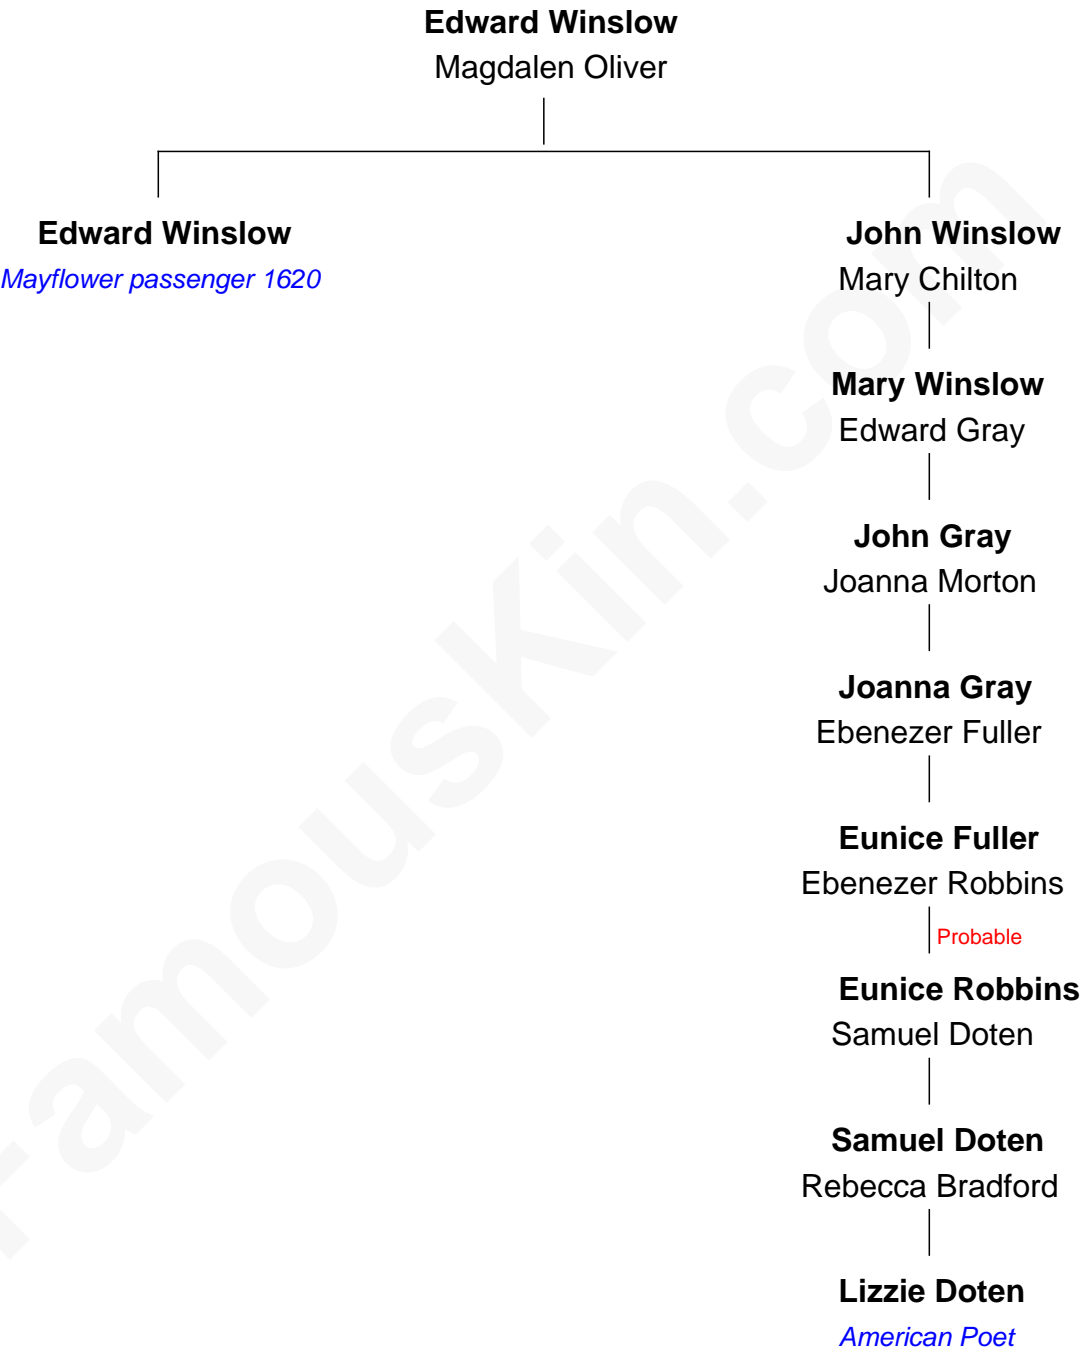 Edward Winslow
Magdalen Oliver
Edward Winslow
Mayflower passenger 1620
John Winslow
Mary Chilton
Mary Winslow
Edward Gray
John Gray
Joanna Morton
Joanna Gray
Ebenezer Fuller
Eunice Fuller
Ebenezer Robbins
Probable
Eunice Robbins
Samuel Doten
Samuel Doten
Rebecca Bradford
Lizzie Doten
American Poet
FamousKin.com